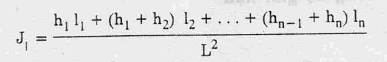 J₁ = h₁ l₁ + (h₁ + h₂) l₂ + . . . + (hₙ₋₁ + hₙ) lₙ
L²